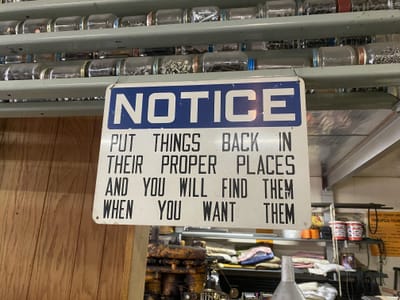 NOTICE
PUT THINGS BACK IN
THEIR PROPER PLACES
AND YOU WILL FIND THEM
WHEN YOU WANT THEM